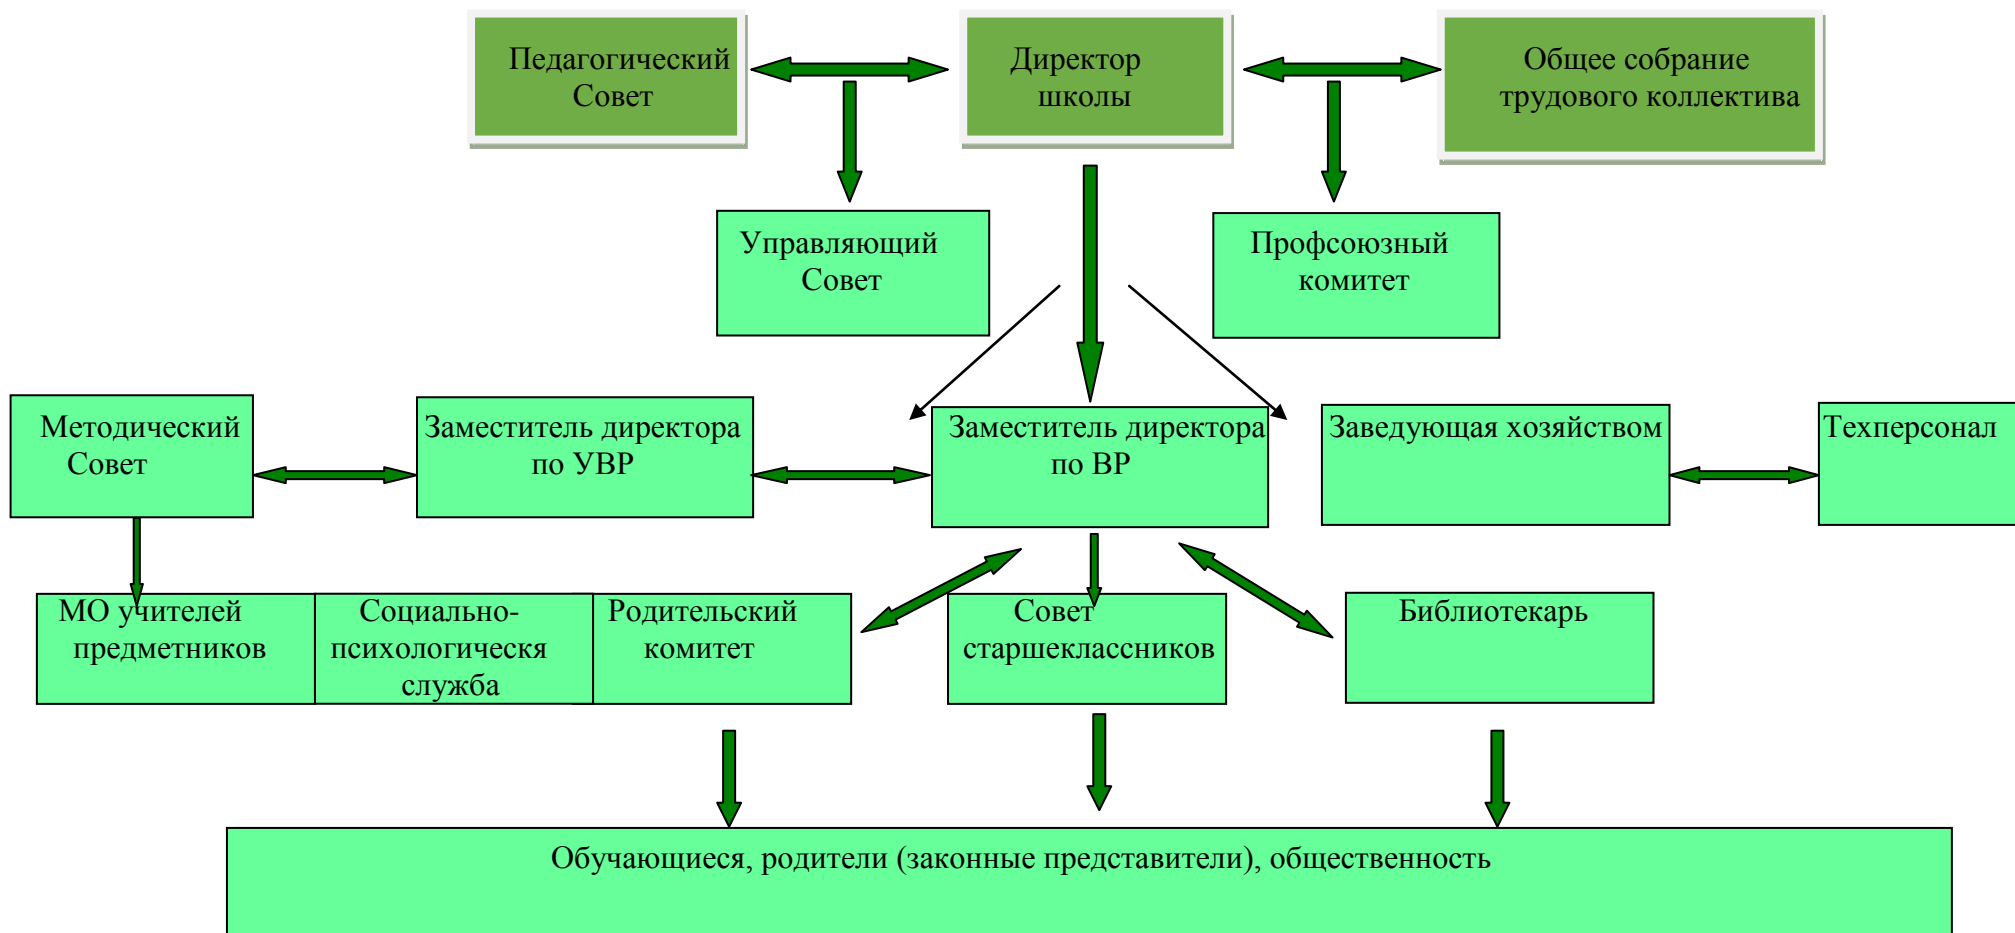 Педагогический
Совет
Директор
школы
Общее собрание
трудового коллектива
Управляющий
Совет
Профсоюзный
комитет
Методический
Совет
Заместитель директора
по УВР
Заместитель директора
по ВР
Заведующая хозяйством
Техперсонал
МО учителей
предметников
Социально-
психологическя
служба
Родительский
комитет
Совет
старшеклассников
Библиотекарь
Обучающиеся, родители (законные представители), общественность